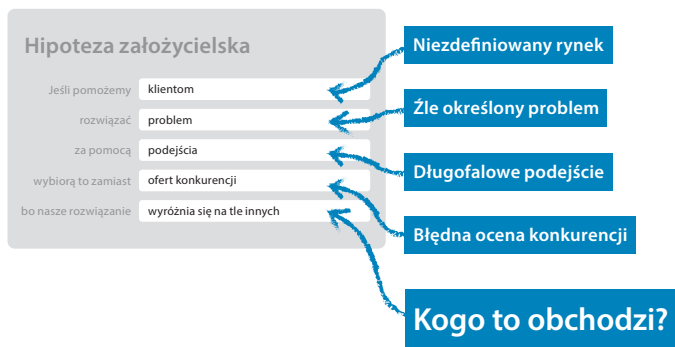 Hipoteza założycielska
Jeśli pomożemy klientom
rozwiązać problem
za pomocą podejścia
wybiorą to zamiast ofert konkurencji
bo nasze rozwiązanie wyróżnia się na tle innych
Niezdefiniowany rynek
Źle określony problem
Długofalowe podejście
Błędna ocena konkurencji
Kogo to obchodzi?